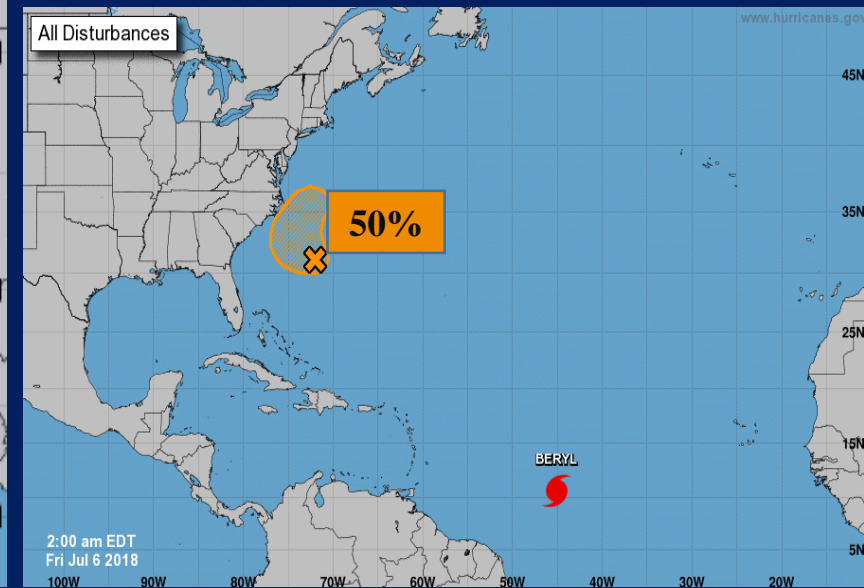 All Disturbances
www.hurricanes.gov
45N
35N
50%
25N
15N
BERYL
2:00 am EDT
Fri Jul 6 2018
5N
100W 90W 80W 70W 60W 50W 40W 30W 20W